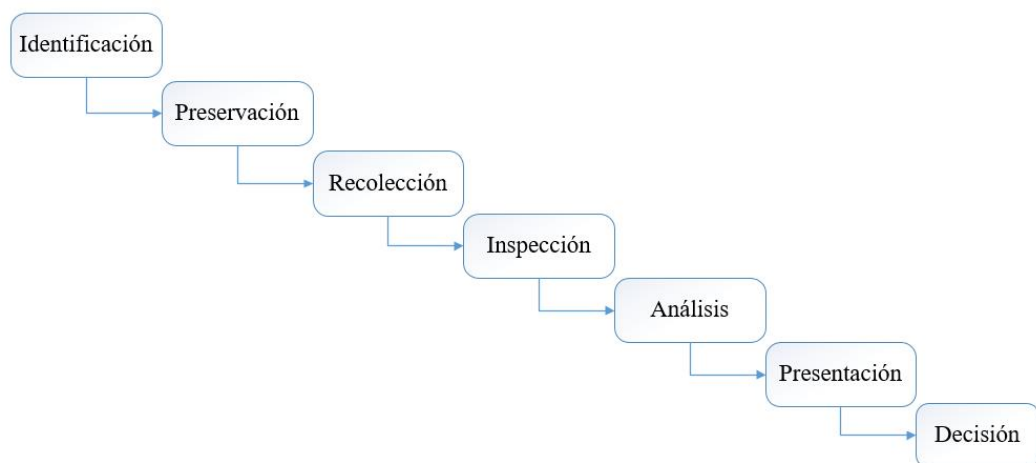 Identificación
Preservación
Recolección
Inspección
Análisis
Presentación
Decisión